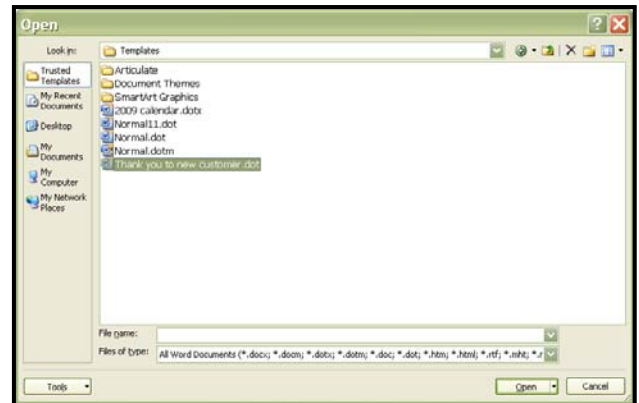 Open
Look in: Templates
Trusted
Templates
My Recent
Documents
Desktop
My
Documents
My
Computer
My Network
Places
Articulate
Document Themes
SmartArt Graphics
2009 calendar.dotx
Normal11.dot
Normal.dot
Normal.dotm
Thank you to new customer.dot
File name:
Files of type: All Word Documents (*.docx; *.docm; *.dotx; *.dotm; *.doc; *.dot; *.htm; *.html; *.rtf; *.mht; *.r
Tools
Open
Cancel